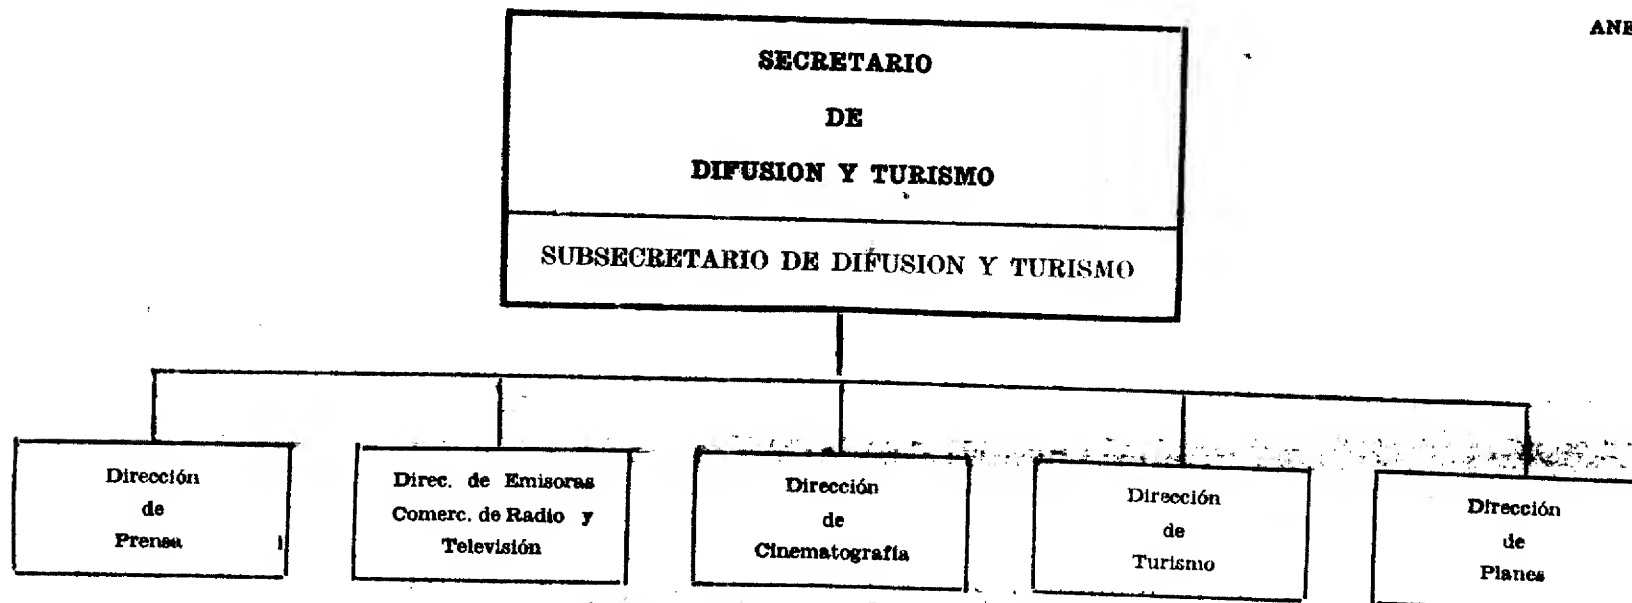 ANE
SECRETARIO
DE
DIFUSION Y TURISMO
SUBSECRETARIO DE DIFUSION Y TURISMO
Dirección
de
Prensa
Direc. de Emisoras
Comerc. de Radio y
Televisión
Dirección
de
Cinematografía
Dirección
de
Turismo
Dirección
de
Planes